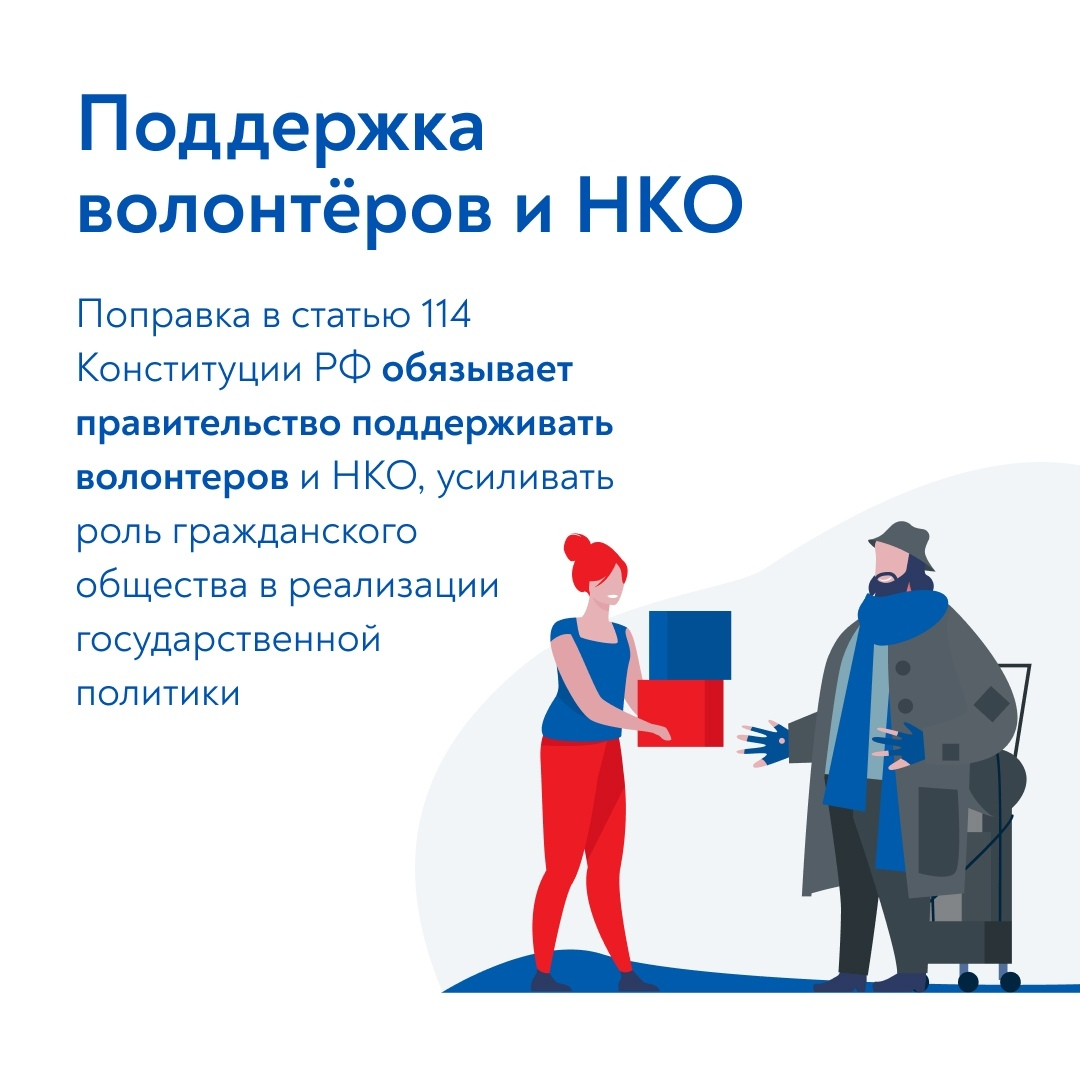 Поддержка
волонтёров и НКО
Поправка в статью 114
Конституции РФ обязывает
правительство поддерживать
волонтеров и НКО, усиливать
роль гражданского
общества в реализации
государственной
политики